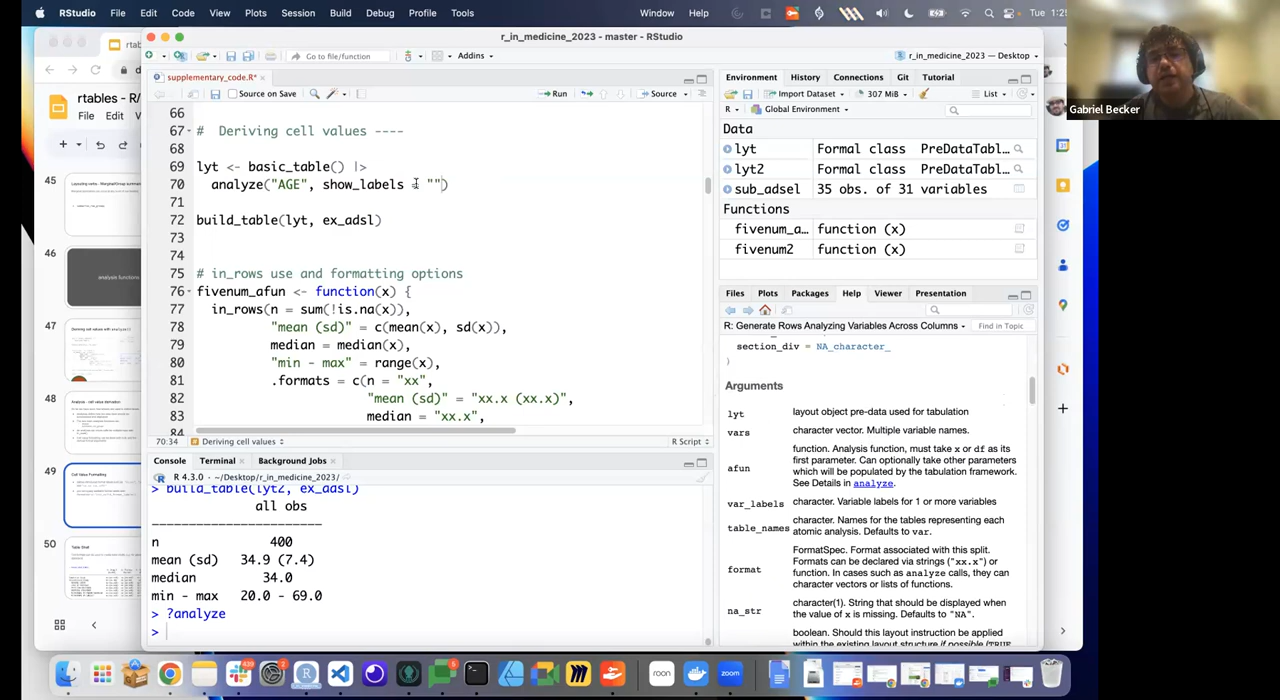 RStudio File Edit Code View Plots Session Build Debug Profile Tools Window Help Tue 1:2
r_in_medicine_2023 - master - RStudio
Go to file/function Addins r_in_medicine_2023 — Desktop
rtables - R/
File Edit
supplementary_code.R*
Source on Save Run Source
66
67 # Deriving cell values ----
68
69 lyt <- basic_table() |>
70 analyze("AGE", show_labels = "")
71
72 build_table(lyt, ex_adsl)
73
74
75 # in_rows use and formatting options
76 fivenum_afun <- function(x) {
77 in_rows(n = sum(!is.na(x)),
78 "mean (sd)" = c(mean(x), sd(x)),
79 median = median(x),
80 "min - max" = range(x),
81 .formats = c(n = "xx",
82 "mean (sd)" = "xx.x (xx.x)",
83 median = "xx.x",
84
70:34 Deriving cell values R Script
Console Terminal Background Jobs
R 4.3.0 · ~/Desktop/r_in_medicine_2023/
> build_table(lyt2, ex_adsl)
all obs
n 400
mean (sd) 34.9 (7.4)
median 34.0
min - max 20.0 - 69.0
> ?analyze
>
Environment History Connections Git Tutorial
Import Dataset 307 MiB List
R Global Environment
Data
lyt Formal class PreDataTabl…
lyt2 Formal class PreDataTabl…
sub_adsel 35 obs. of 31 variables
Functions
fivenum_a… function (x)
fivenum2 function (x)
Files Plots Packages Help Viewer Presentation
R: Generate Rows Analyzing Variables Across Columns Find in Topic
section_div = NA_character_
)
Arguments
lyt layout object pre-data used for tabulation
vars character vector. Multiple variable names.
afun function. Analysis function, must take x or df as its
first parameter. Can optionally take other parameters
which will be populated by the tabulation framework.
See Details in analyze.
var_labels character. Variable labels for 1 or more variables
table_names character. Names for the tables representing each
atomic analysis. Defaults to var.
format FormatSpec. Format associated with this split.
Formats can be declared via strings ("xx.x") or
function. In cases such as analyze calls, they can
character vectors or lists of functions.
na_str character(1). String that should be displayed when
the value of x is missing. Defaults to "NA".
boolean. Should this layout instruction be applied
within the existing layout structure if possible (TRUE
45
46
47
48
49
50
Gabriel Becker
roon
zoom